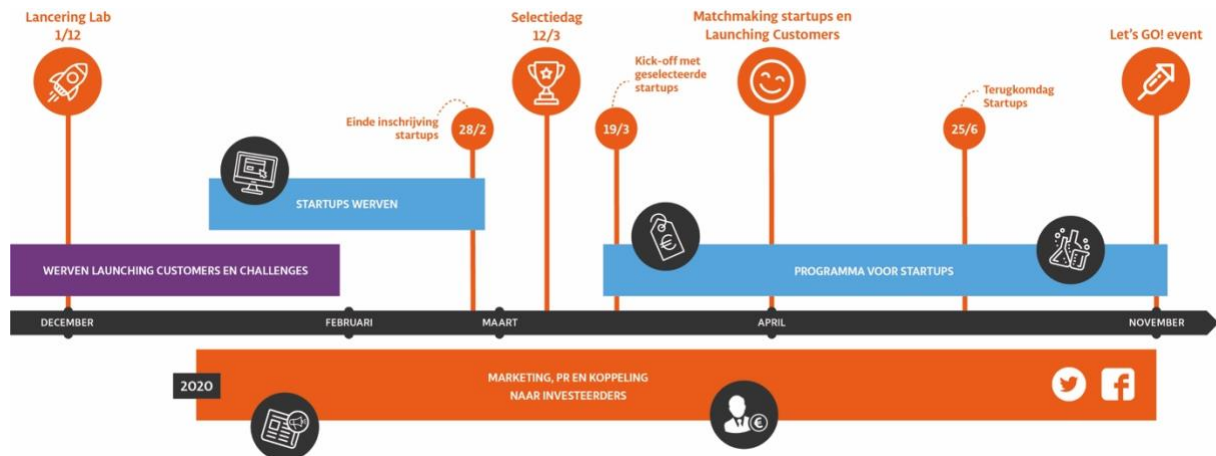 Lancering Lab
1/12
Selectiedag
12/3
Matchmaking startups en
Launching Customers
Let's GO! event
Kick-off met
geselecteerde
startups
Terugkomdag
Startups
Einde inschrijving
startups
28/2
19/3
25/6
€
STARTUPS WERVEN
WERVEN LAUNCHING CUSTOMERS EN CHALLENGES
PROGRAMMA VOOR STARTUPS
DECEMBER
FEBRUARI
MAART
APRIL
NOVEMBER
2020
MARKETING, PR EN KOPPELING
NAAR INVESTEERDERS
€